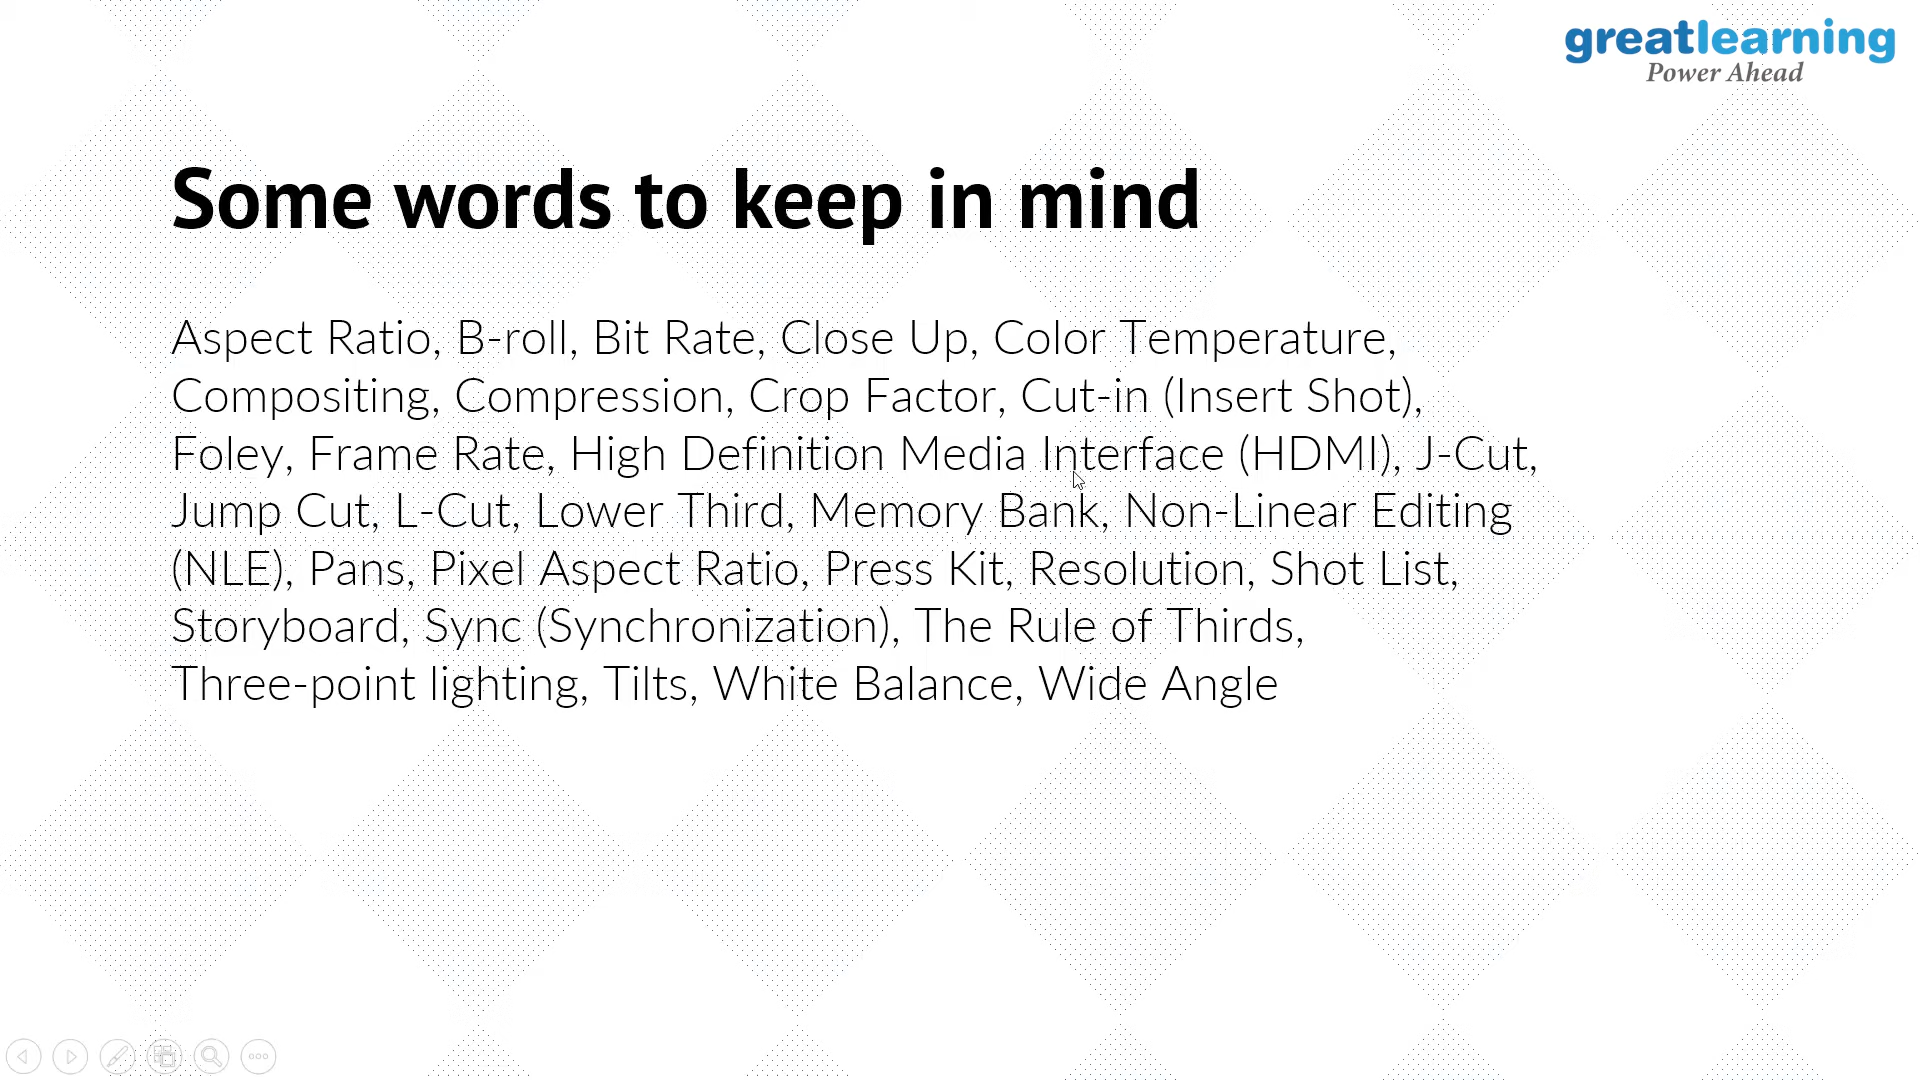 greatlearning
Power Ahead
Some words to keep in mind
Aspect Ratio, B-roll, Bit Rate, Close Up, Color Temperature,
Compositing, Compression, Crop Factor, Cut-in (Insert Shot),
Foley, Frame Rate, High Definition Media Interface (HDMI), J-Cut,
Jump Cut, L-Cut, Lower Third, Memory Bank, Non-Linear Editing
(NLE), Pans, Pixel Aspect Ratio, Press Kit, Resolution, Shot List,
Storyboard, Sync (Synchronization), The Rule of Thirds,
Three-point lighting, Tilts, White Balance, Wide Angle